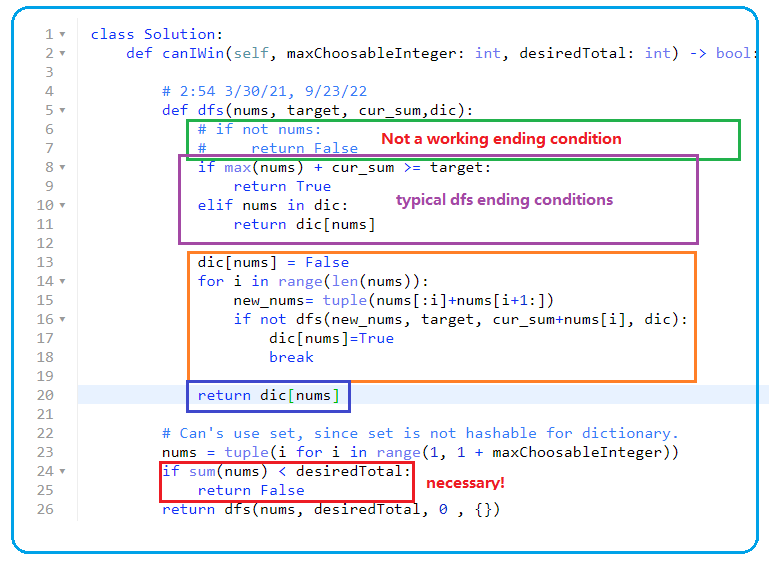 1 class Solution:
2 def canIWin(self, maxChoosableInteger: int, desiredTotal: int) -> bool:
3
4 # 2:54 3/30/21, 9/23/22
5 def dfs(nums, target, cur_sum,dic):
6 # if not nums:
Not a working ending condition
7 #     return False
8 if max(nums) + cur_sum >= target:
9 return True
typical dfs ending conditions
10 elif nums in dic:
11 return dic[nums]
12
13 dic[nums] = False
14 for i in range(len(nums)):
15 new_nums= tuple(nums[:i]+nums[i+1:])
16 if not dfs(new_nums, target, cur_sum+nums[i], dic):
17 dic[nums]=True
18 break
19
20 return dic[nums]
21
22 # Can's use set, since set is not hashable for dictionary.
23 nums = tuple(i for i in range(1, 1 + maxChoosableInteger))
24 if sum(nums) < desiredTotal:
necessary!
25 return False
26 return dfs(nums, desiredTotal, 0 , {})